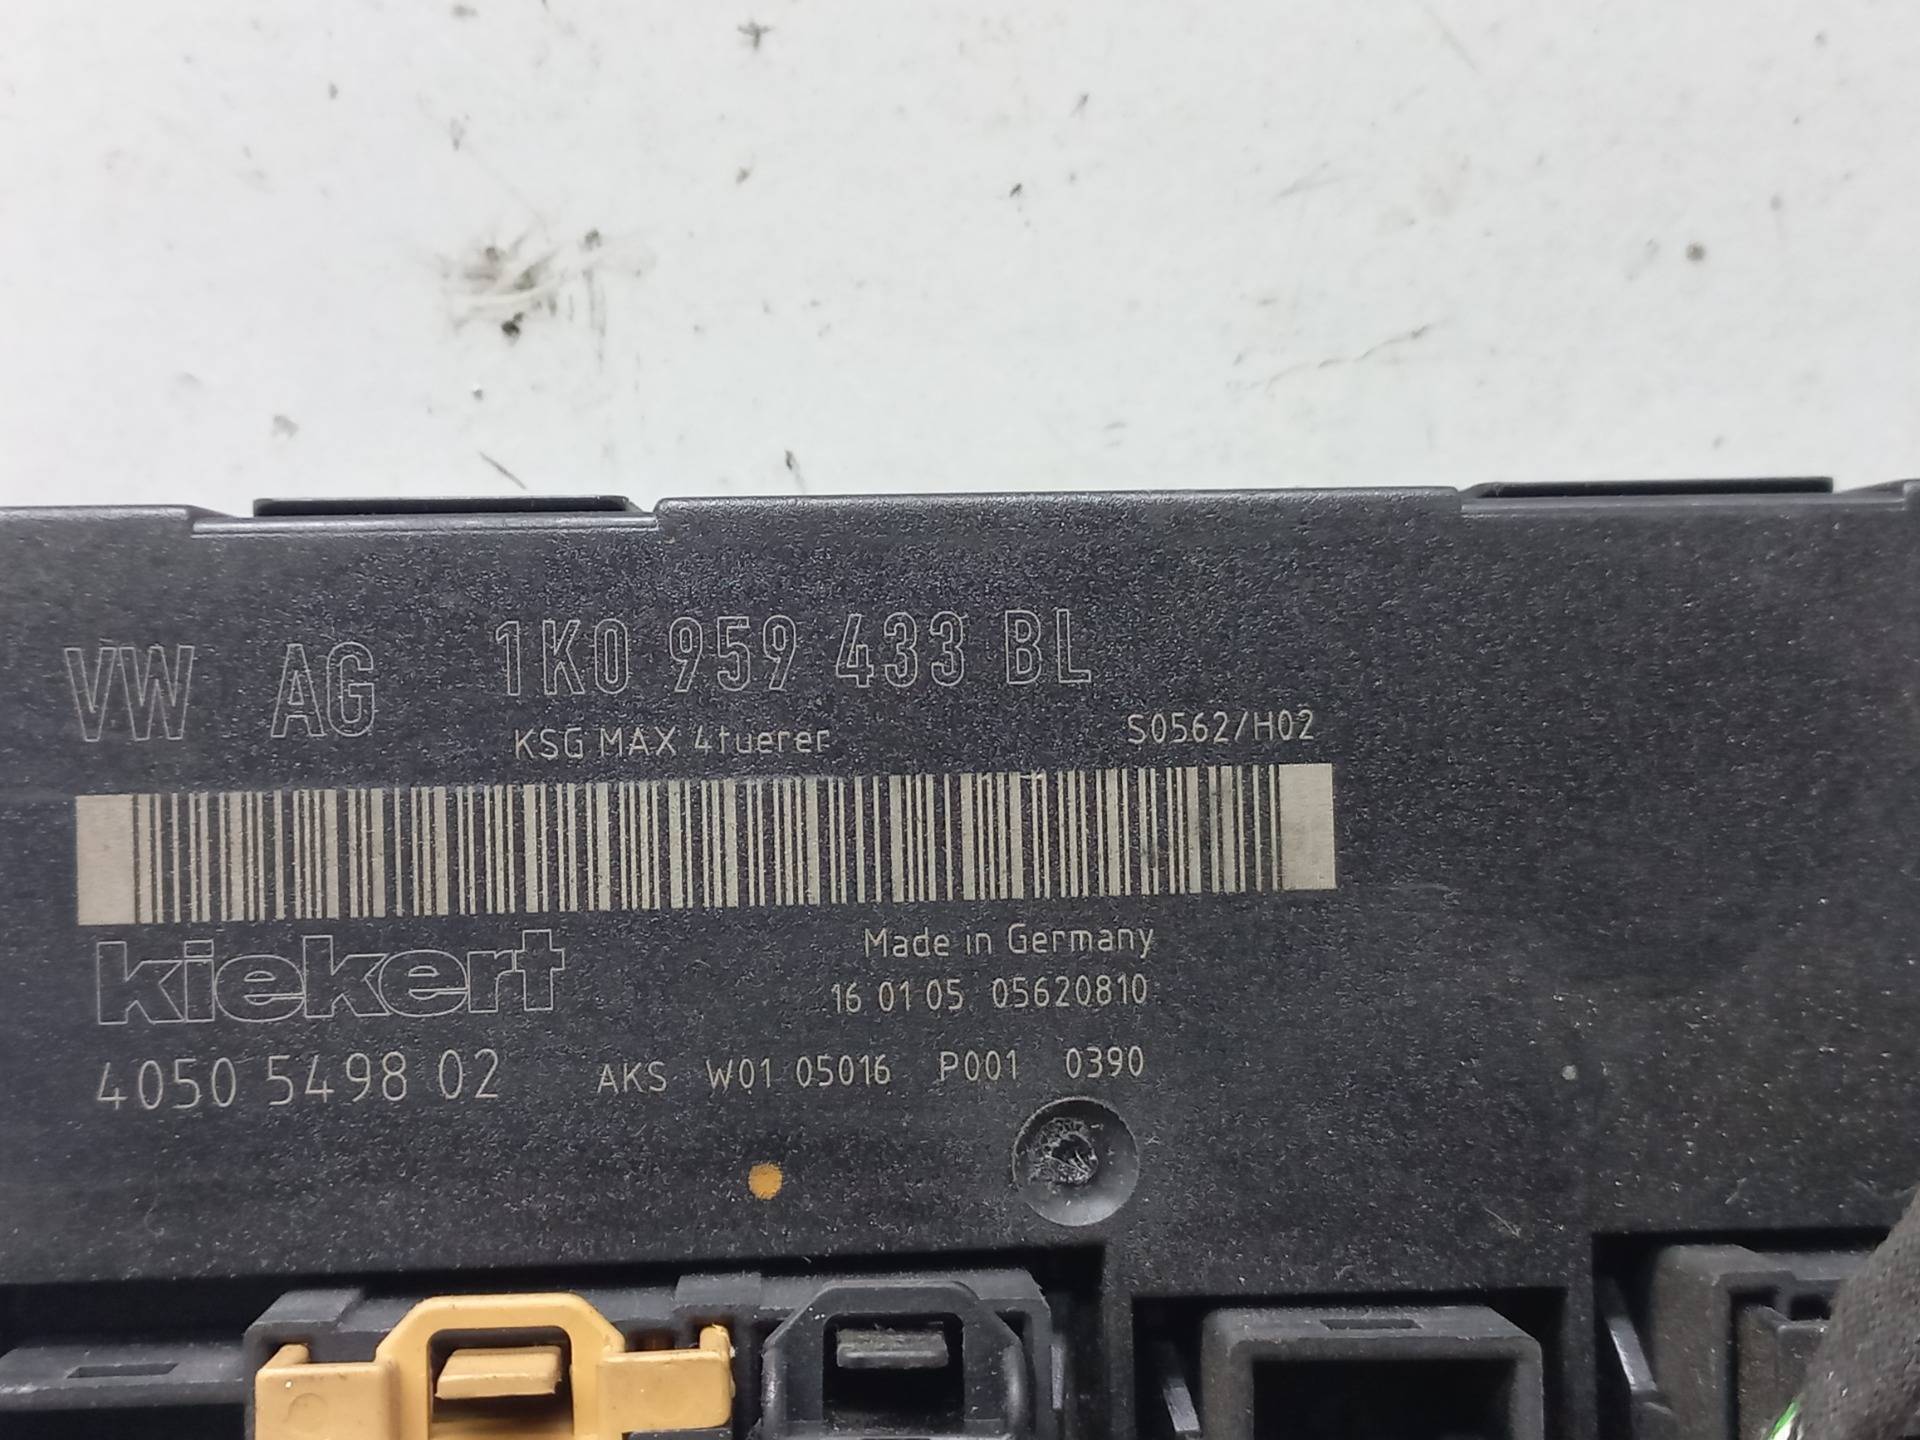 VW AG 1K0 959 433 BL
KSG MAX 4tuerer S0562/H02
kiekert
Made in Germany
16 01 05 05620810
4050 5498 02 AKS W01 05016 P001 0390